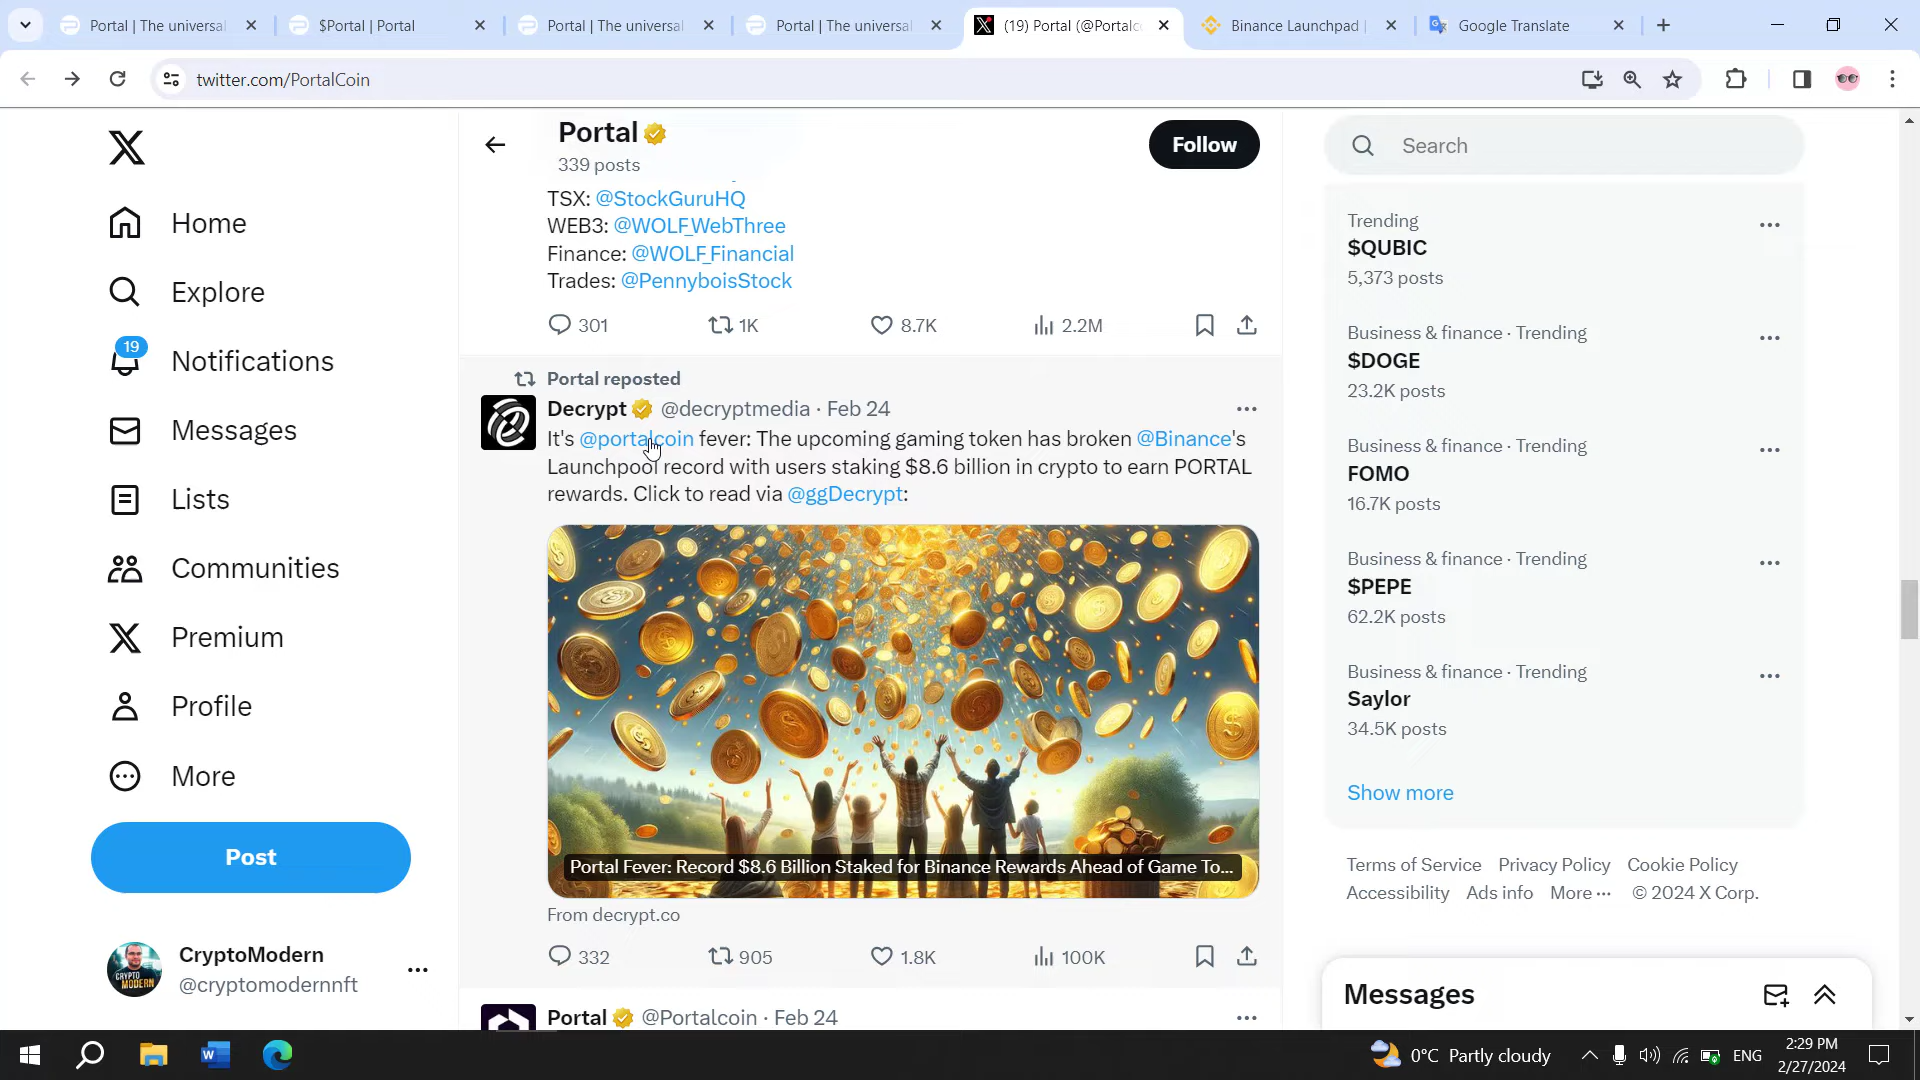 Portal | The universal
$Portal | Portal
Portal | The universal
Portal | The universal
(19) Portal (@Portalc
Binance Launchpad |
Google Translate
twitter.com/PortalCoin
Home
Explore
19
Notifications
Messages
Lists
Communities
Premium
Profile
More
Post
CryptoModern
@cryptomodernnft
CRYPTO
MODERN
Portal
339 posts
Follow
TSX: @StockGuruHQ
WEB3: @WOLF_WebThree
Finance: @WOLF_Financial
Trades: @PennyboisStock
301
1K
8.7K
2.2M
Portal reposted
Decrypt @decryptmedia · Feb 24
It's @portalcoin fever: The upcoming gaming token has broken @Binance's
Launchpool record with users staking $8.6 billion in crypto to earn PORTAL
rewards. Click to read via @ggDecrypt:
Portal Fever: Record $8.6 Billion Staked for Binance Rewards Ahead of Game To...
From decrypt.co
332
905
1.8K
100K
Portal @Portalcoin · Feb 24
Search
Trending
$QUBIC
5,373 posts
Business & finance · Trending
$DOGE
23.2K posts
Business & finance · Trending
FOMO
16.7K posts
Business & finance · Trending
$PEPE
62.2K posts
Business & finance · Trending
Saylor
34.5K posts
Show more
Terms of Service Privacy Policy Cookie Policy
Accessibility Ads info More ··· © 2024 X Corp.
Messages
0°C Partly cloudy
ENG
2:29 PM
2/27/2024